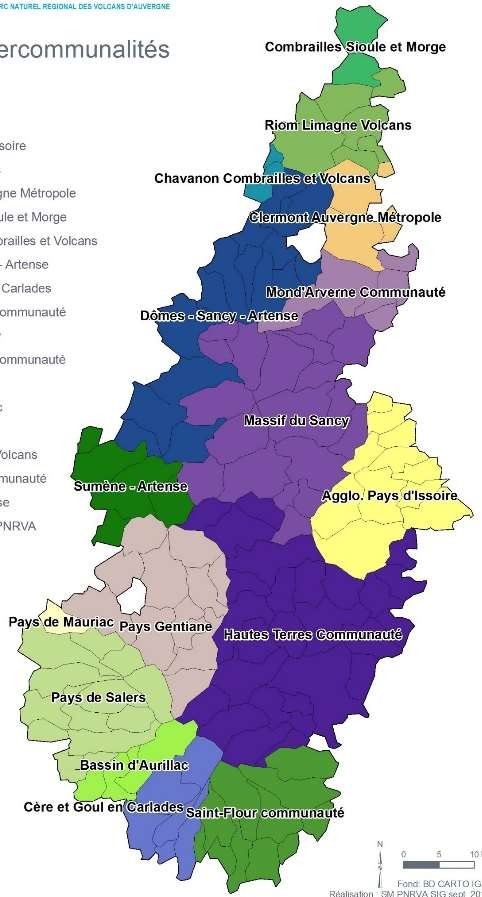 RC NATUREL REGIONAL DES VOLCANS D'AUVERGNE
ercommunalités
Combrailles Sioule et Morge
Riom Limagne Volcans
Chavanon Combrailles et Volcans
Clermont Auvergne Métropole
Mond'Arverne Communauté
Dômes - Sancy - Artense
Massif du Sancy
Sumène - Artense
Agglo. Pays d'Issoire
Pays de Mauriac
Pays Gentiane
Hautes Terres Communauté
Pays de Salers
Bassin d'Aurillac
Cère et Goul en Carlades
Saint-Flour communauté
soire
gne Métropole
ule et Morge
brailles et Volcans
- Artense
Carlades
ommunauté
ommunauté
c
Volcans
munauté
se
PNRVA
N
0 5 10
Fond: BD CARTO IG
Réalisation : SM PNRVA SIG sept. 20